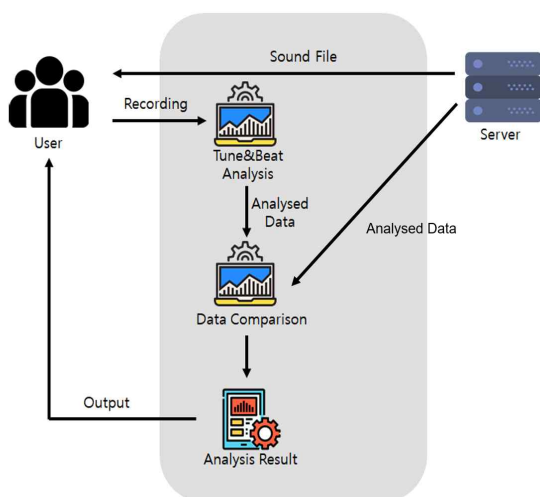 Sound File
Recording
User
Server
Tune&Beat
Analysis
Analysed
Data
Analysed Data
Data Comparison
Output
Analysis Result